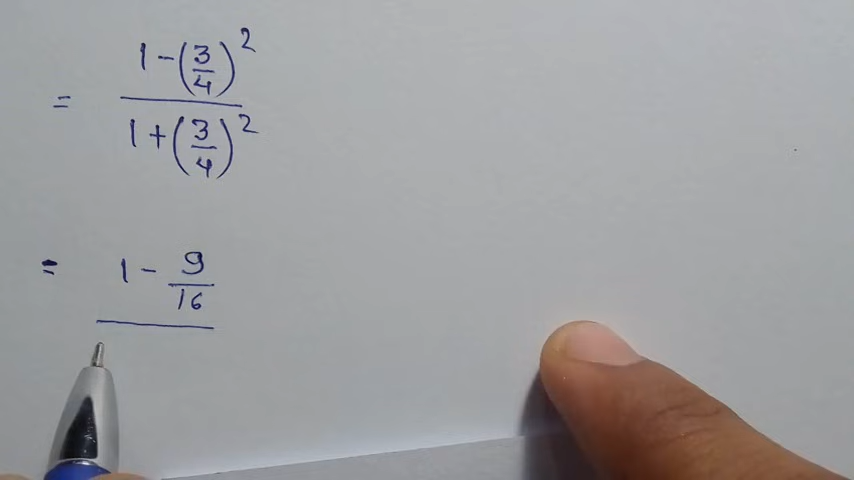 = (1 - (3/4)^2) / (1 + (3/4)^2)
= 1 - 9/16